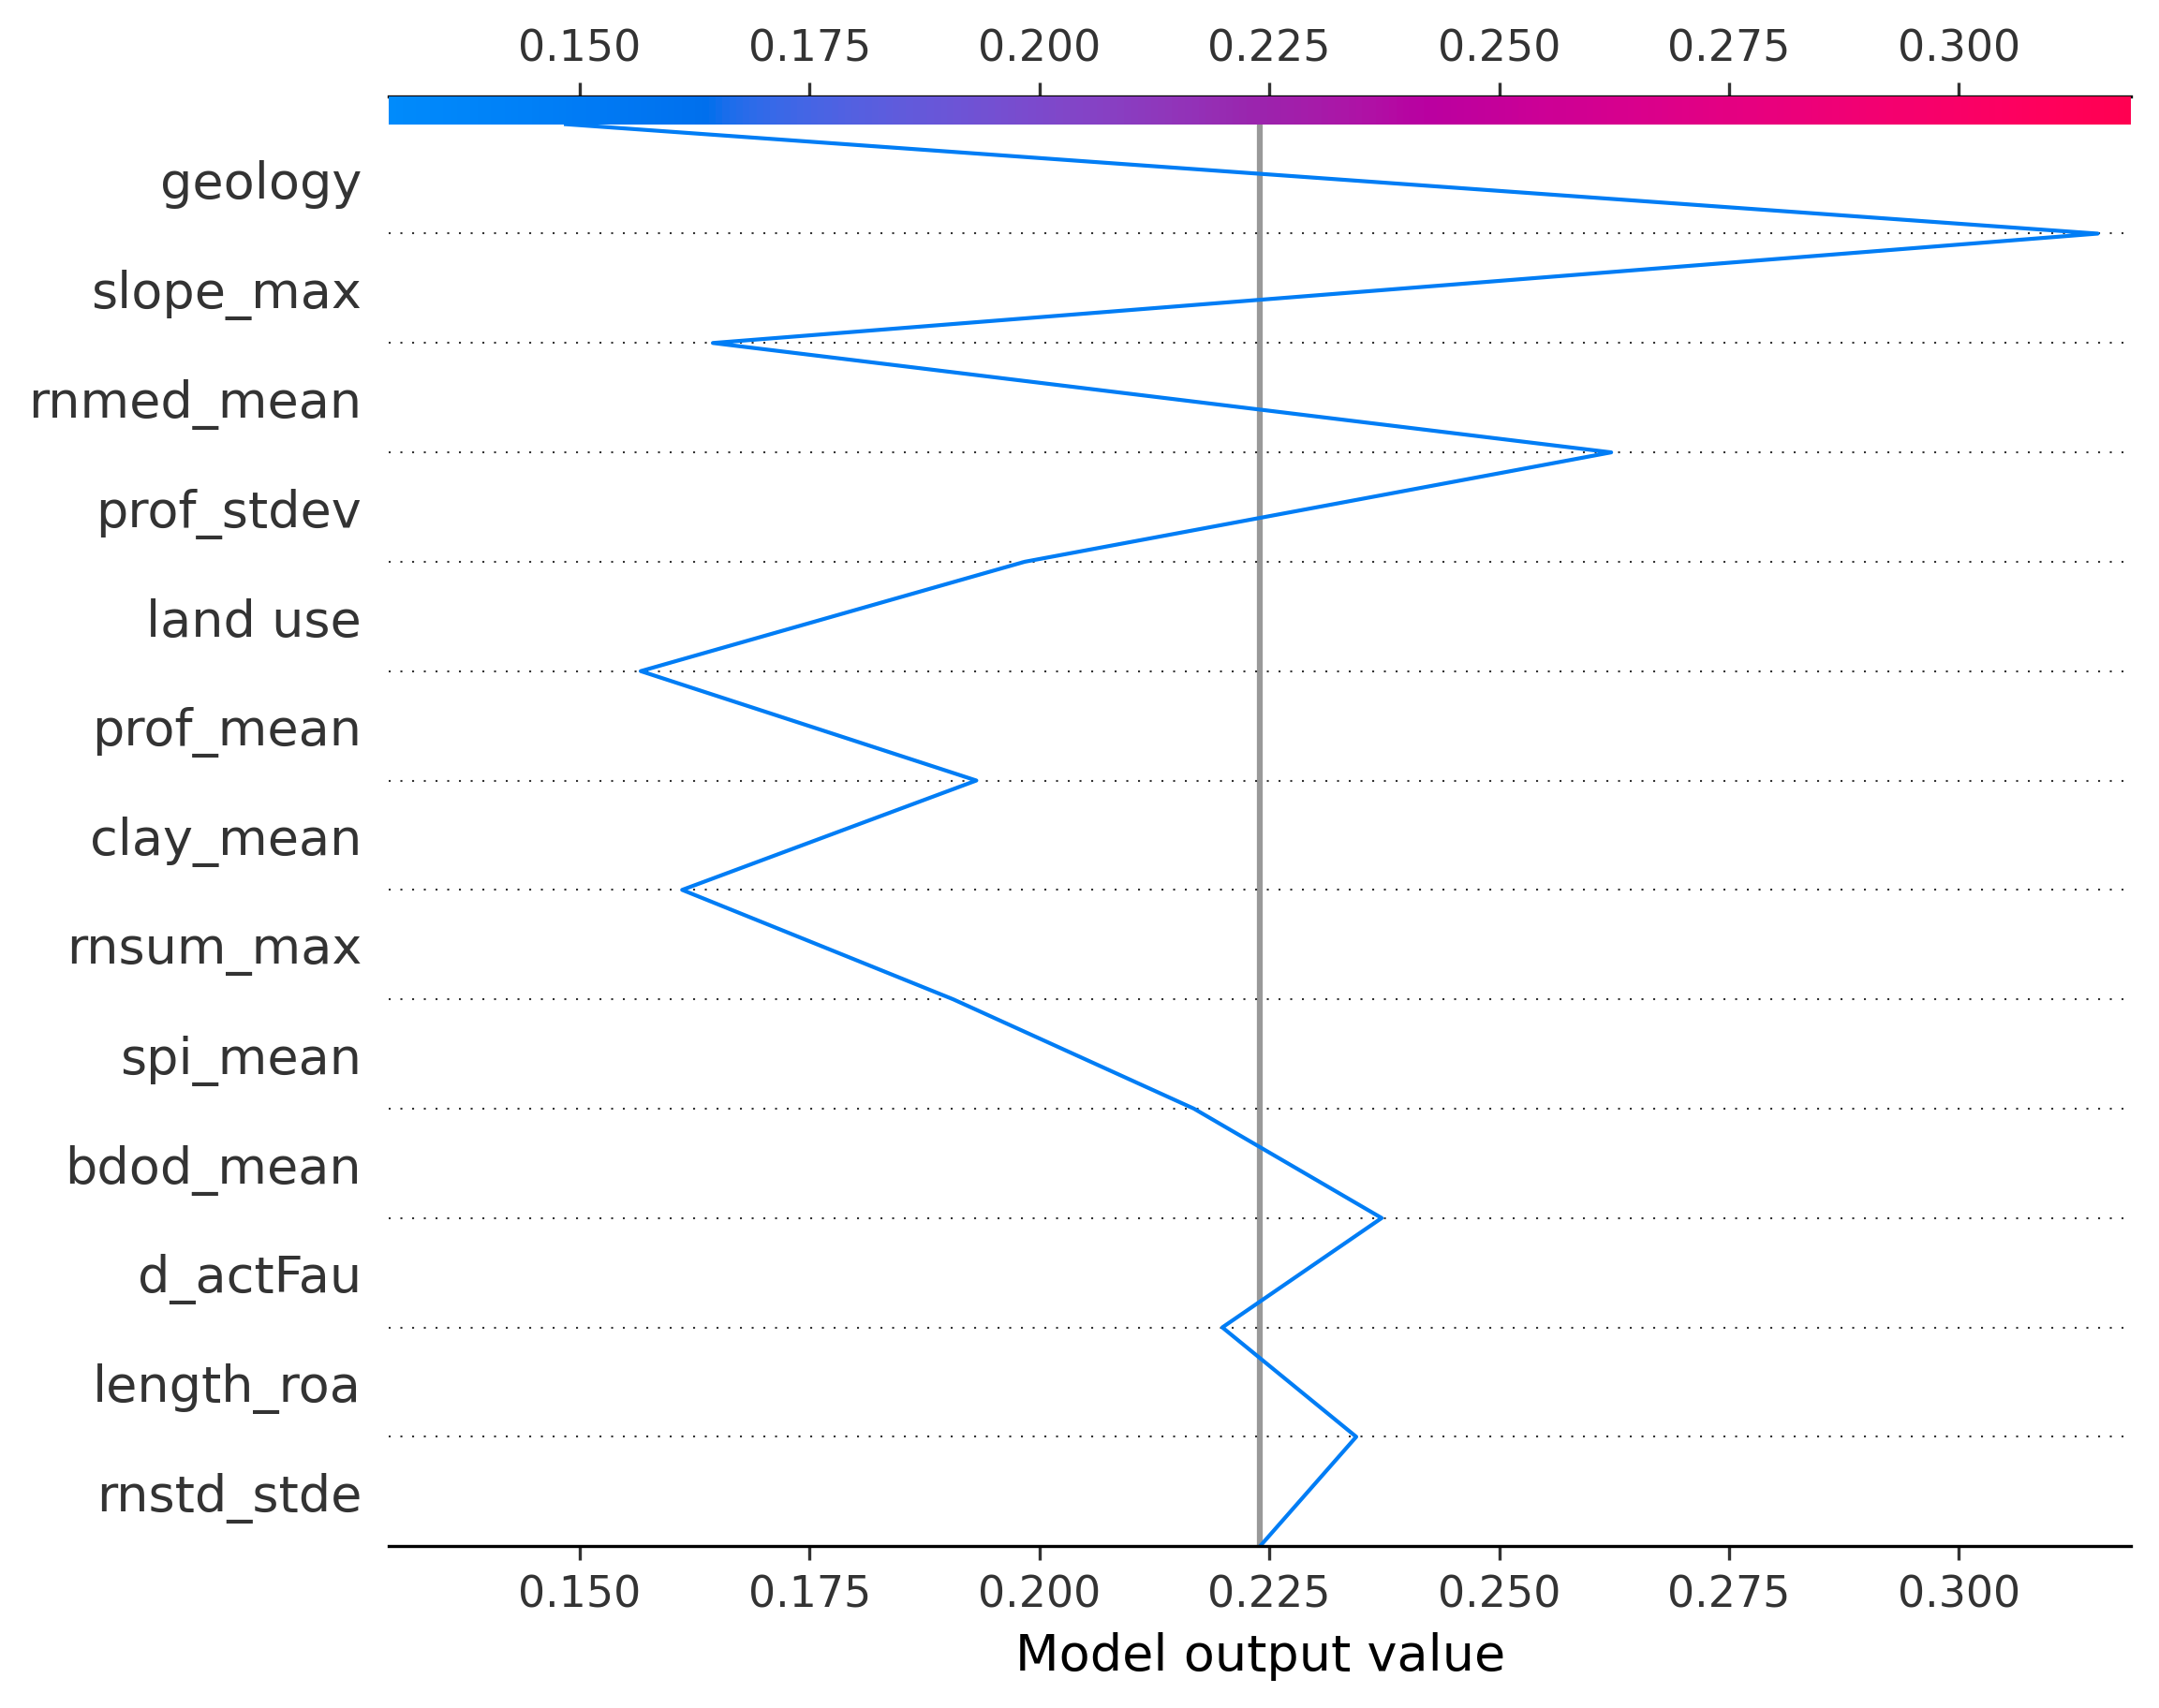 0.150 0.175 0.200 0.225 0.250 0.275 0.300
geology
slope_max
rnmed_mean
prof_stdev
land use
prof_mean
clay_mean
rnsum_max
spi_mean
bdod_mean
d_actFau
length_roa
rnstd_stde
0.150 0.175 0.200 0.225 0.250 0.275 0.300
Model output value